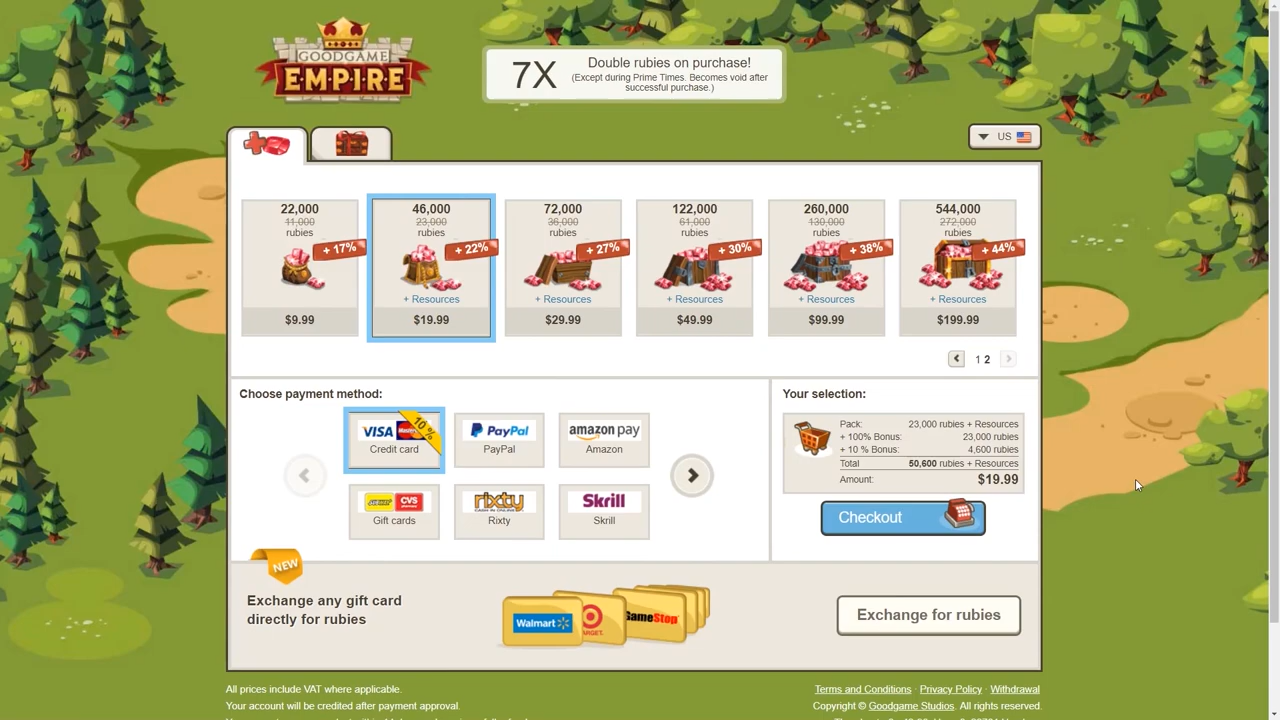 GOODGAME
EMPIRE
7X
Double rubies on purchase!
(Except during Prime Times. Becomes void after
successful purchase.)
US
22,000
11,000
rubies
+ 17%
$9.99
46,000
23,000
rubies
+ 22%
+ Resources
$19.99
72,000
36,000
rubies
+ 27%
+ Resources
$29.99
122,000
61,000
rubies
+ 30%
+ Resources
$49.99
260,000
130,000
rubies
+ 38%
+ Resources
$99.99
544,000
272,000
rubies
+ 44%
+ Resources
$199.99
1 2
Choose payment method:
VISA
10 %
Credit card
PayPal
PayPal
amazon pay
Amazon
SUBWAY CVS
Gift cards
rixty
Rixty
Skrill
Skrill
Your selection:
Pack: 23,000 rubies + Resources
+ 100% Bonus: 23,000 rubies
+ 10 % Bonus: 4,600 rubies
Total 50,600 rubies + Resources
Amount: $19.99
Checkout
NEW
Exchange any gift card
directly for rubies
Walmart
TARGET
GameStop
Exchange for rubies
All prices include VAT where applicable.
Your account will be credited after payment approval.
Terms and Conditions · Privacy Policy · Withdrawal
Copyright © Goodgame Studios. All rights reserved.